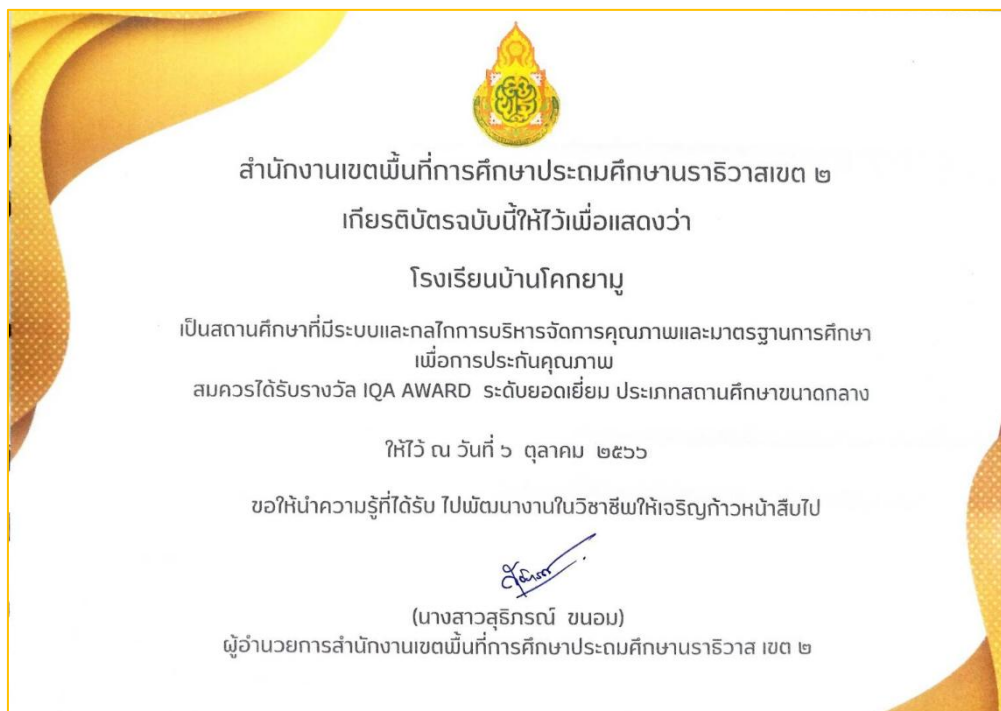 สำนักงานเขตพื้นที่การศึกษาประถมศึกษานราธิวาสเขต ๒
เกียรติบัตรฉบับนี้ให้ไว้เพื่อแสดงว่า
โรงเรียนบ้านโคกยามู
เป็นสถานศึกษาที่มีระบบและกลไกการบริหารจัดการคุณภาพและมาตรฐานการศึกษา
เพื่อการประกันคุณภาพ
สมควรได้รับรางวัล IQA AWARD ระดับยอดเยี่ยม ประเภทสถานศึกษาขนาดกลาง
ให้ไว้ ณ วันที่ ๖ ตุลาคม ๒๕๖๖
ขอให้นำความรู้ที่ได้รับ ไปพัฒนางานในวิชาชีพให้เจริญก้าวหน้าสืบไป
(นางสาวสุธิภรณ์ ขนอม)
ผู้อำนวยการสำนักงานเขตพื้นที่การศึกษาประถมศึกษานราธิวาส เขต ๒